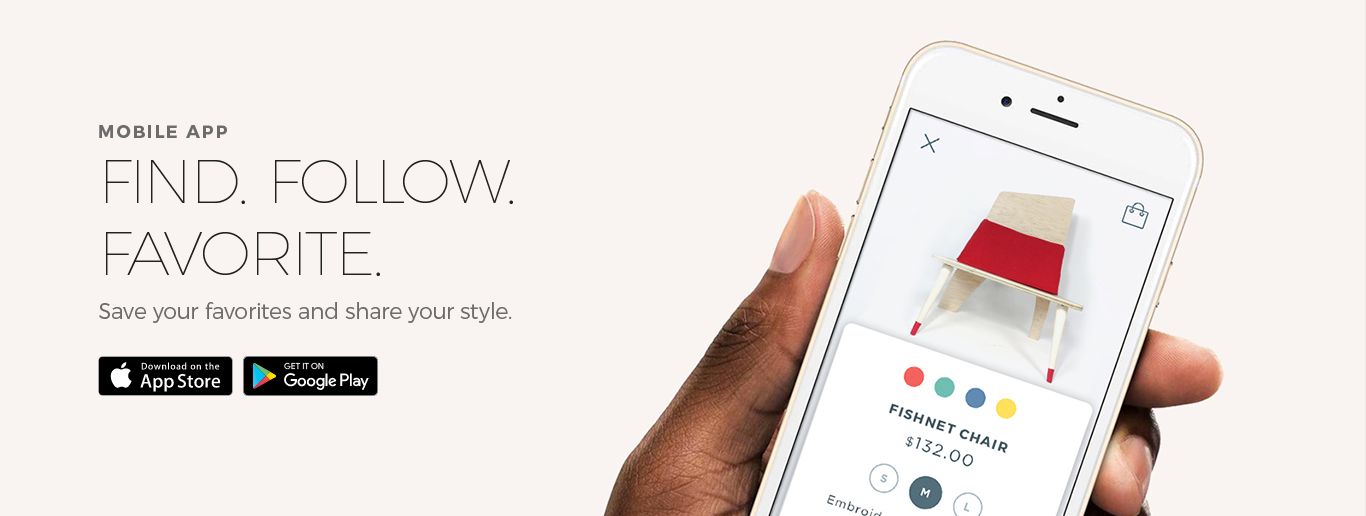 MOBILE APP
FIND. FOLLOW.
FAVORITE.
Save your favorites and share your style.
Download on the
App Store
GET IT ON
Google Play
FISHNET CHAIR
$132.00
S M L
Embroid